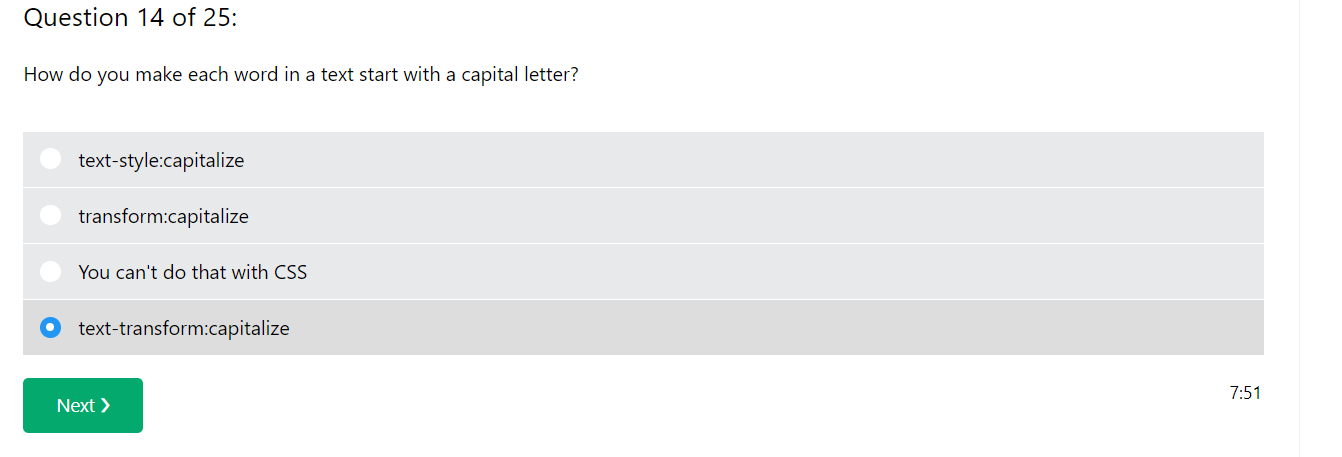 Question 14 of 25:
How do you make each word in a text start with a capital letter?
text-style:capitalize
transform:capitalize
You can't do that with CSS
text-transform:capitalize
Next ❯
7:51